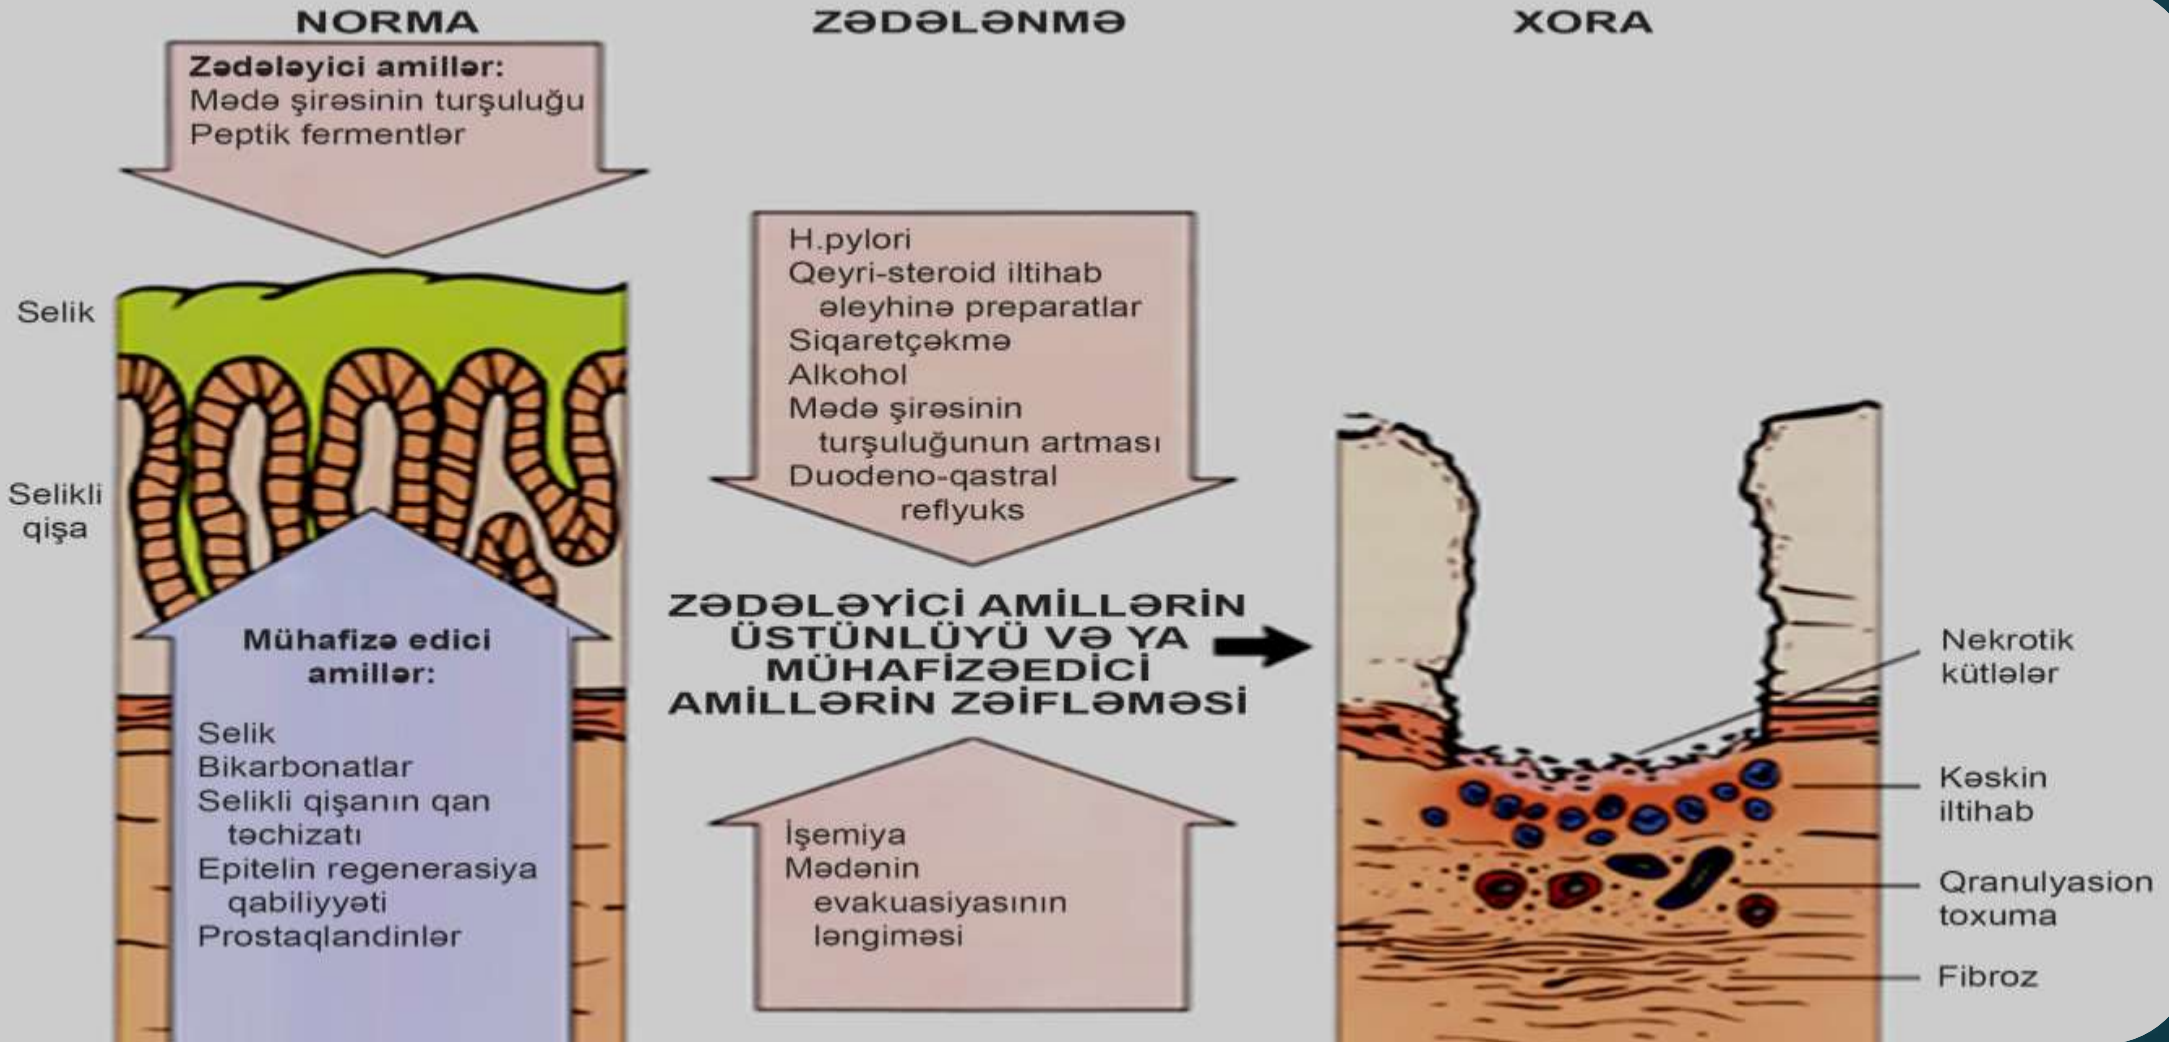 NORMA
Zədələyici amillər:
Mədə şirəsinin turşuluğu
Peptik fermentlər
Selik
Selikli
qişa
Mühafizə edici
amillər:
Selik
Bikarbonatlar
Selikli qişanın qan
təchizatı
Epitelin regenerasiya
qabiliyyəti
Prostaqlandinlər
ZƏDƏLƏNMƏ
H.pylori
Qeyri-steroid iltihab
əleyhinə preparatlar
Siqaretçəkmə
Alkohol
Mədə şirəsinin
turşuluğunun artması
Duodeno-qastral
reflyuks
ZƏDƏLƏYİCİ AMİLLƏRİN
ÜSTÜNLÜYÜ VƏ YA
MÜHAFİZƏEDİCİ
AMİLLƏRİN ZƏİFLƏMƏSİ
İşemiya
Mədənin
evakuasiyasının
ləngiməsi
XORA
Nekrotik
kütlələr
Kəskin
iltihab
Qranulyasion
toxuma
Fibroz